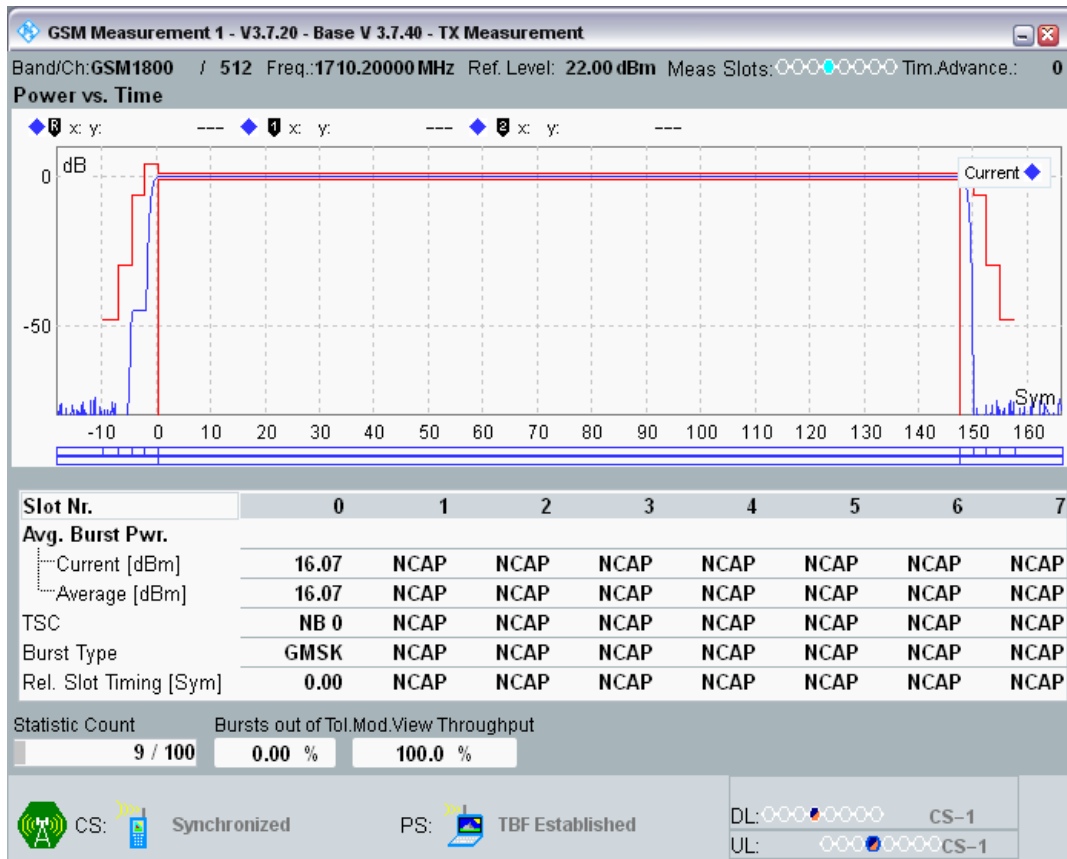 GSM Measurement 1 - V3.7.20 - Base V 3.7.40 - TX Measurement
Band/Ch:GSM1800 / 512 Freq.:1710.20000 MHz Ref. Level: 22.00 dBm Meas Slots: Tim.Advance.: 0
Power vs. Time
R x: y: --- 1 x: y: --- 2 x: y: ---
dB
Current
0
-50
Sym
-10 0 10 20 30 40 50 60 70 80 90 100 110 120 130 140 150 160
Slot Nr. 0 1 2 3 4 5 6 7
Avg. Burst Pwr.
Current [dBm] 16.07 NCAP NCAP NCAP NCAP NCAP NCAP NCAP
Average [dBm] 16.07 NCAP NCAP NCAP NCAP NCAP NCAP NCAP
TSC NB 0 NCAP NCAP NCAP NCAP NCAP NCAP NCAP
Burst Type GMSK NCAP NCAP NCAP NCAP NCAP NCAP NCAP
Rel. Slot Timing [Sym] 0.00 NCAP NCAP NCAP NCAP NCAP NCAP NCAP
Statistic Count Bursts out of Tol.Mod.View Throughput
9 / 100 0.00 % 100.0 %
CS: Synchronized PS: TBF Established DL: CS-1
UL: CS-1